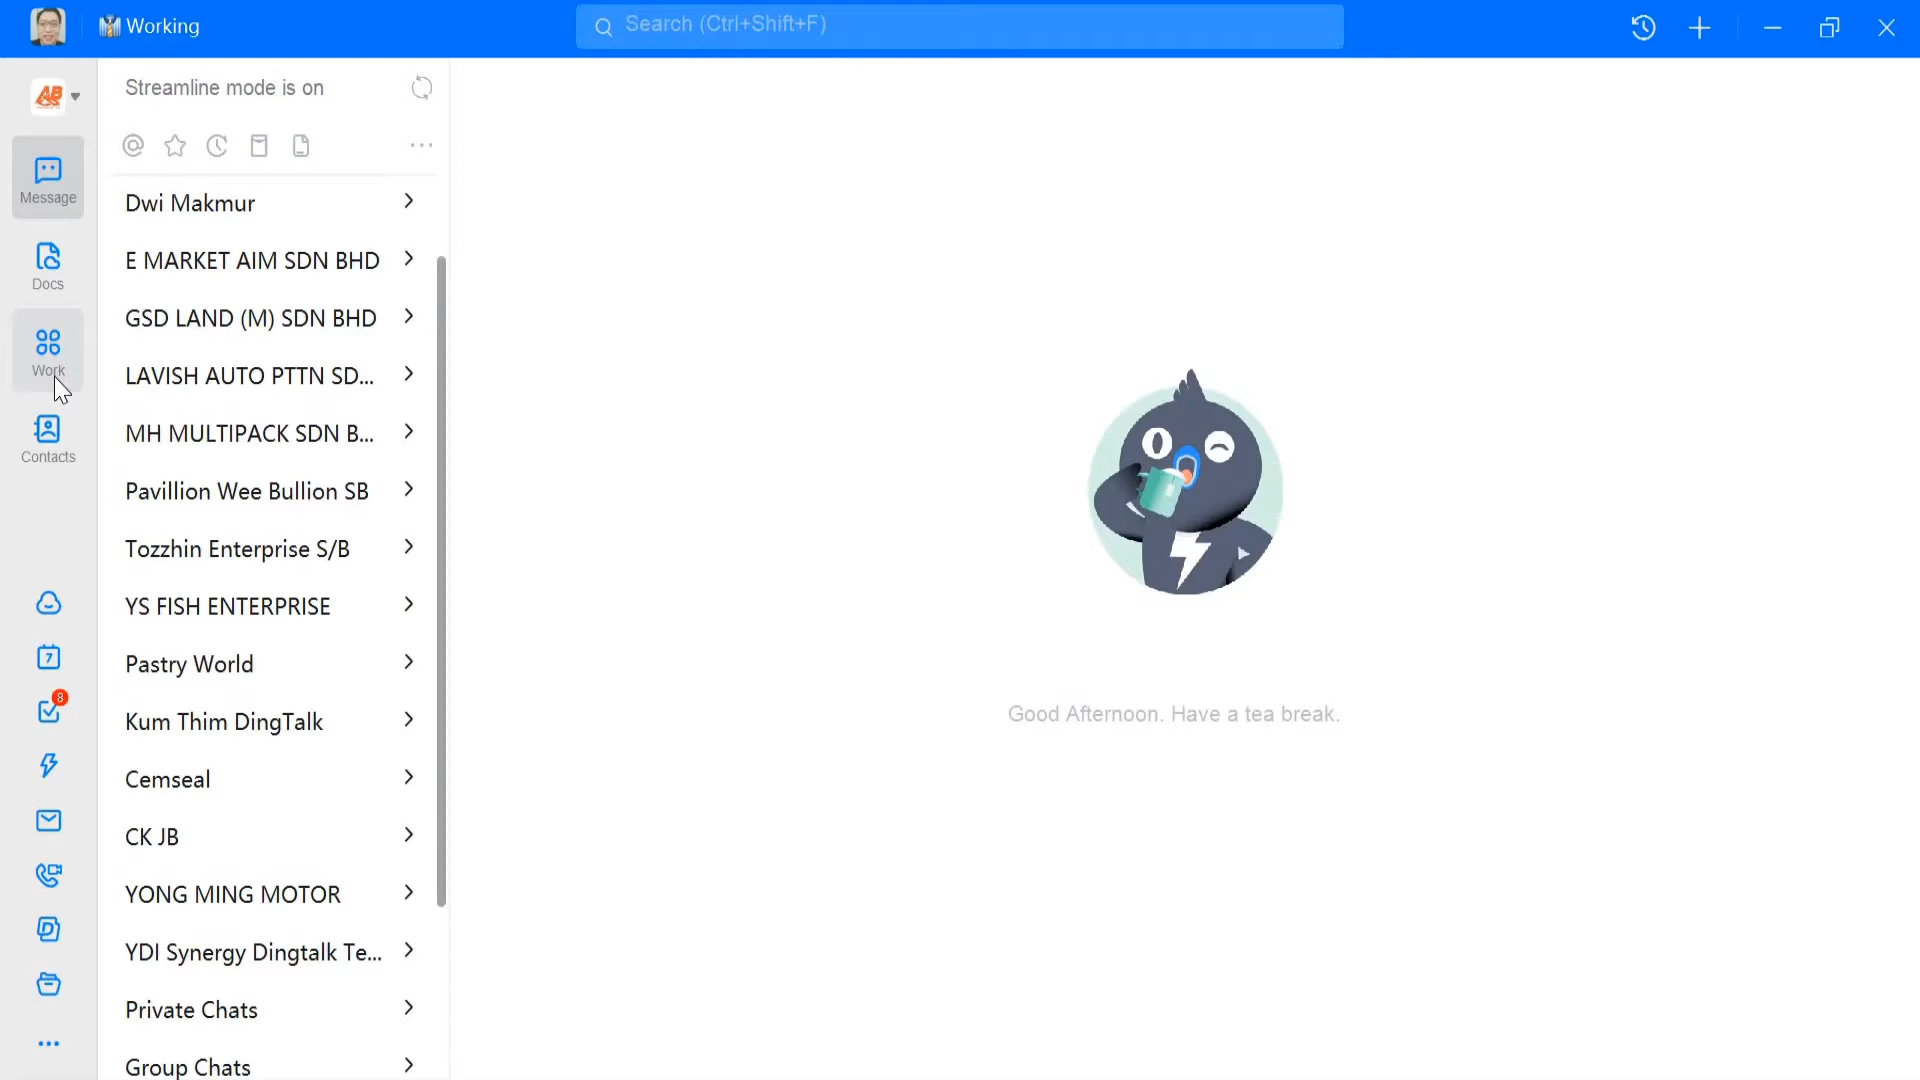 Working
Search (Ctrl+Shift+F)
AB
Streamline mode is on
Message
Docs
Work
Contacts
7
8
Dwi Makmur
E MARKET AIM SDN BHD
GSD LAND (M) SDN BHD
LAVISH AUTO PTTN SD...
MH MULTIPACK SDN B...
Pavillion Wee Bullion SB
Tozzhin Enterprise S/B
YS FISH ENTERPRISE
Pastry World
Kum Thim DingTalk
Cemseal
CK JB
YONG MING MOTOR
YDI Synergy Dingtalk Te...
Private Chats
Group Chats
Good Afternoon. Have a tea break.